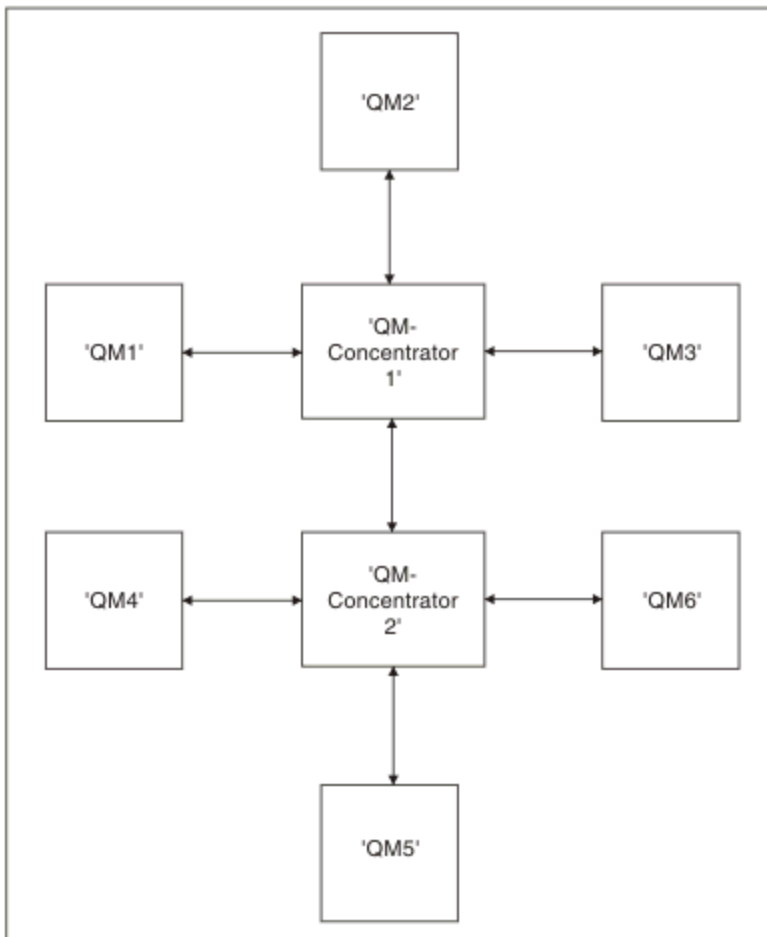 'QM2'
'QM1'
'QM-
Concentrator
1'
'QM3'
'QM4'
'QM-
Concentrator
2'
'QM6'
'QM5'